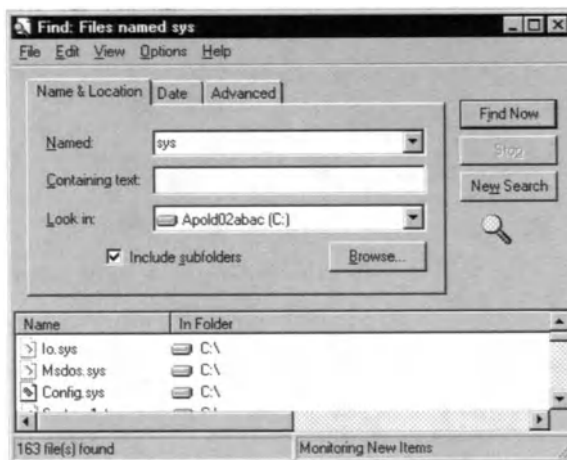 Find: Files named sys
File Edit View Options Help
Name & Location Date Advanced
Named: sys
Containing text:
Look in: Apold02abac (C:)
Include subfolders
Browse...
Find Now
Stop
New Search
Name In Folder
Io.sys C:\
Msdos.sys C:\
Config.sys C:\
163 file(s) found Monitoring New Items